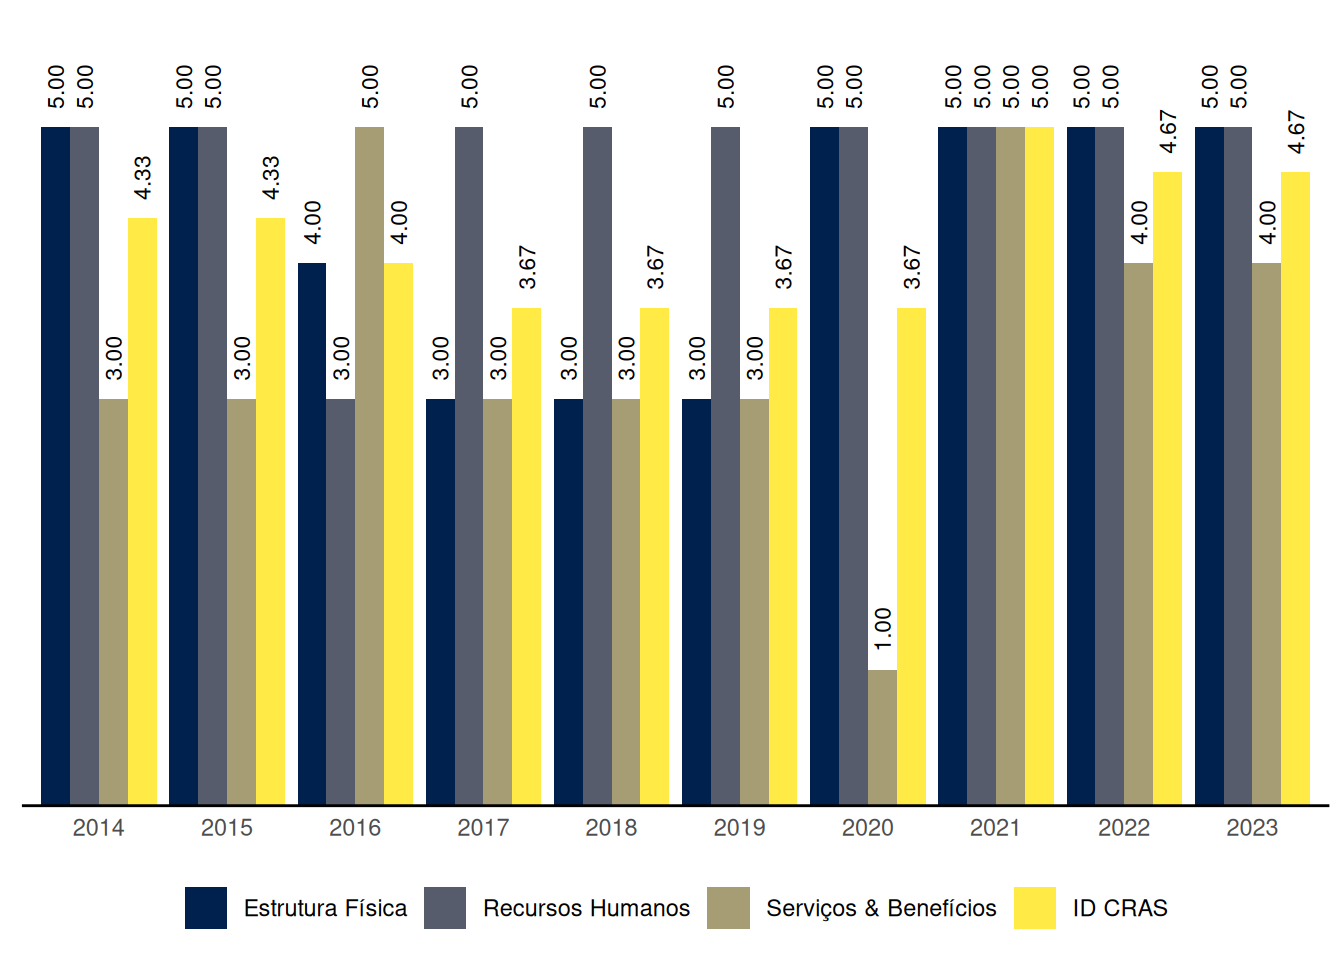 5.00 5.00 3.00 4.33 5.00 5.00 3.00 4.33 4.00 3.00 5.00 4.00 3.00 5.00 3.00 3.67 3.00 5.00 3.00 3.67 3.00 5.00 3.00 3.67 5.00 5.00 1.00 3.67 5.00 5.00 5.00 5.00 5.00 5.00 4.00 4.67 5.00 5.00 4.00 4.67
2014 2015 2016 2017 2018 2019 2020 2021 2022 2023
Estrutura Física Recursos Humanos Serviços & Benefícios ID CRAS